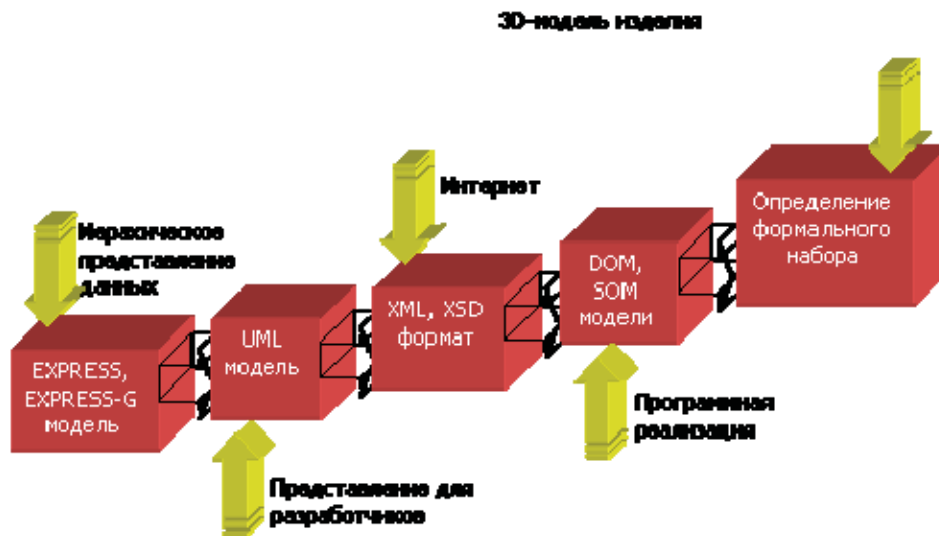 3D-модель изделия
Интернет
Иерахическое
представление
данных
Определение
формального
набора
DOM,
SOM
модели
XML, XSD
формат
UML
модель
EXPRESS,
EXPRESS-G
модель
Программная
реализация
Представление для
разработчиков